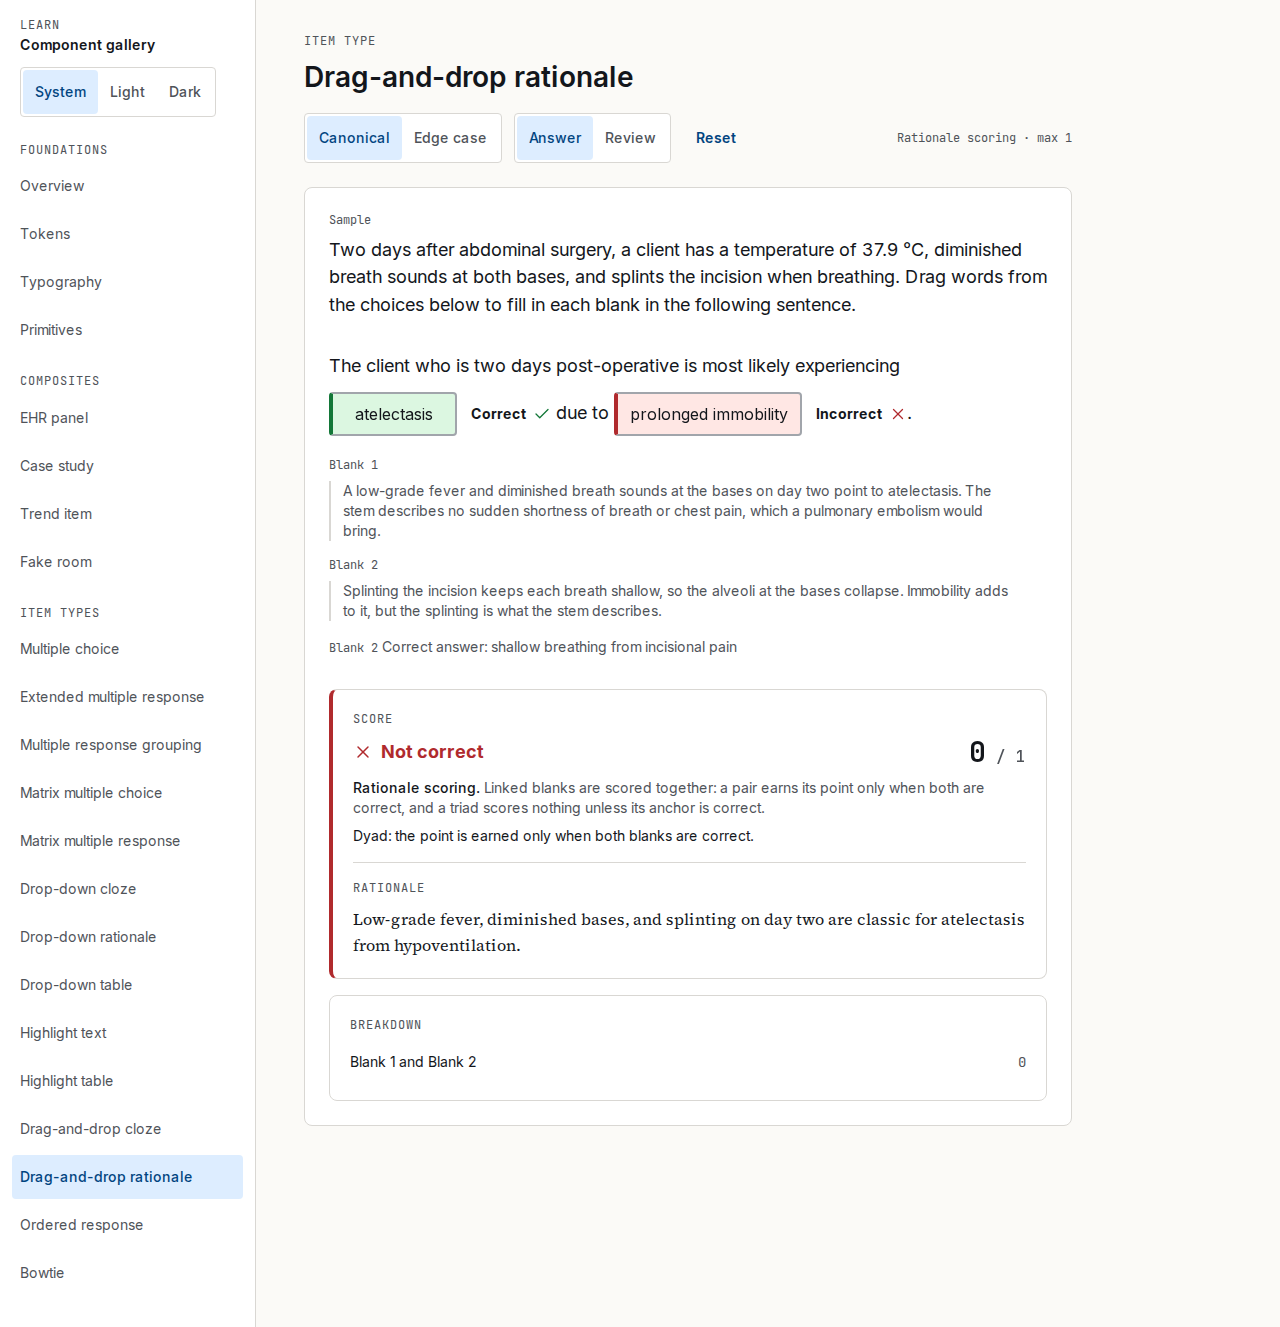 LEARN
Component gallery
System Light Dark
FOUNDATIONS
Overview
Tokens
Typography
Primitives
COMPOSITES
EHR panel
Case study
Trend item
Fake room
ITEM TYPES
Multiple choice
Extended multiple response
Multiple response grouping
Matrix multiple choice
Matrix multiple response
Drop-down cloze
Drop-down rationale
Drop-down table
Highlight text
Highlight table
Drag-and-drop cloze
Drag-and-drop rationale
Ordered response
Bowtie
ITEM TYPE
Drag-and-drop rationale
Canonical Edge case Answer Review Reset Rationale scoring · max 1
Sample
Two days after abdominal surgery, a client has a temperature of 37.9 °C, diminished
breath sounds at both bases, and splints the incision when breathing. Drag words from
the choices below to fill in each blank in the following sentence.
The client who is two days post-operative is most likely experiencing
atelectasis Correct due to prolonged immobility Incorrect .
Blank 1
A low-grade fever and diminished breath sounds at the bases on day two point to atelectasis. The
stem describes no sudden shortness of breath or chest pain, which a pulmonary embolism would
bring.
Blank 2
Splinting the incision keeps each breath shallow, so the alveoli at the bases collapse. Immobility adds
to it, but the splinting is what the stem describes.
Blank 2 Correct answer: shallow breathing from incisional pain
SCORE
Not correct 0 / 1
Rationale scoring. Linked blanks are scored together: a pair earns its point only when both are
correct, and a triad scores nothing unless its anchor is correct.
Dyad: the point is earned only when both blanks are correct.
RATIONALE
Low-grade fever, diminished bases, and splinting on day two are classic for atelectasis
from hypoventilation.
BREAKDOWN
Blank 1 and Blank 2 0